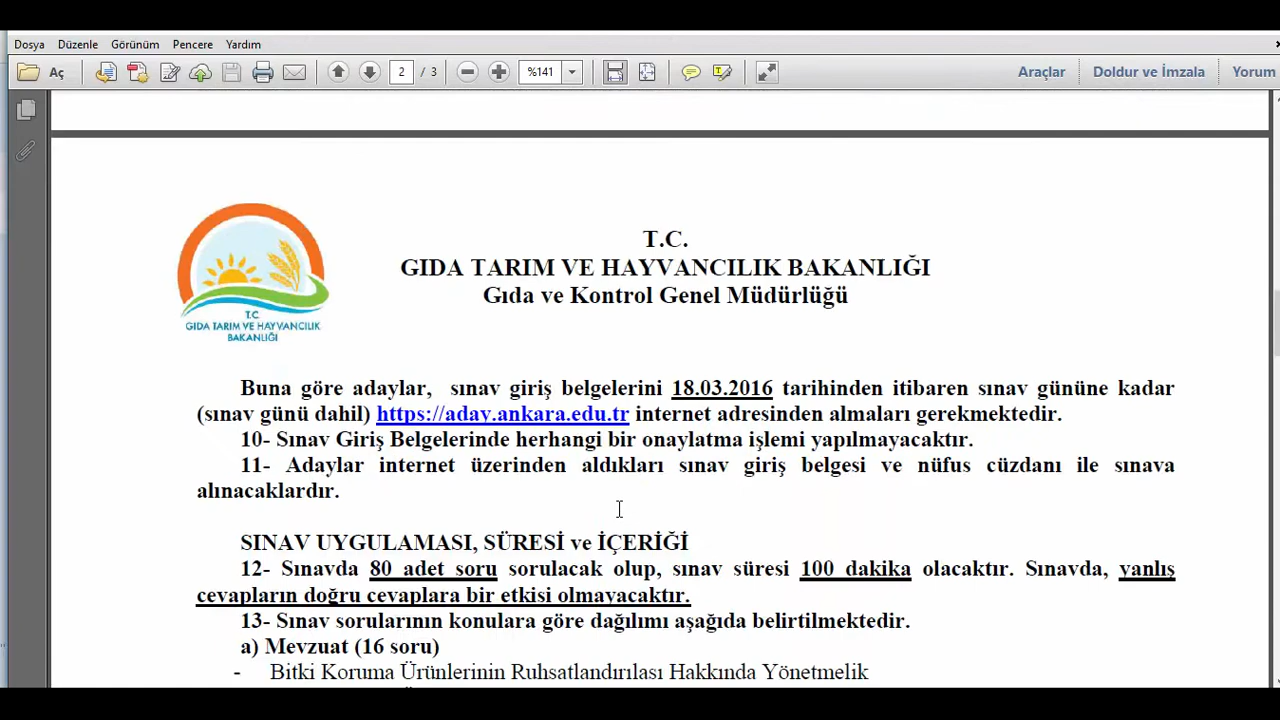 Dosya Düzenle Görünüm Pencere Yardım
Aç 2 / 3 %141 Araçlar Doldur ve İmzala Yorum
T.C.
GIDA TARIM VE HAYVANCILIK BAKANLIĞI
Gıda ve Kontrol Genel Müdürlüğü
T.C.
GIDA TARIM VE HAYVANCILIK
BAKANLIĞI
Buna göre adaylar, sınav giriş belgelerini 18.03.2016 tarihinden itibaren sınav gününe kadar
(sınav günü dahil) https://aday.ankara.edu.tr internet adresinden almaları gerekmektedir.
10- Sınav Giriş Belgelerinde herhangi bir onaylatma işlemi yapılmayacaktır.
11- Adaylar internet üzerinden aldıkları sınav giriş belgesi ve nüfus cüzdanı ile sınava
alınacaklardır.
SINAV UYGULAMASI, SÜRESİ ve İÇERİĞİ
12- Sınavda 80 adet soru sorulacak olup, sınav süresi 100 dakika olacaktır. Sınavda, yanlış
cevapların doğru cevaplara bir etkisi olmayacaktır.
13- Sınav sorularının konulara göre dağılımı aşağıda belirtilmektedir.
a) Mevzuat (16 soru)
- Bitki Koruma Ürünlerinin Ruhsatlandırılası Hakkında Yönetmelik